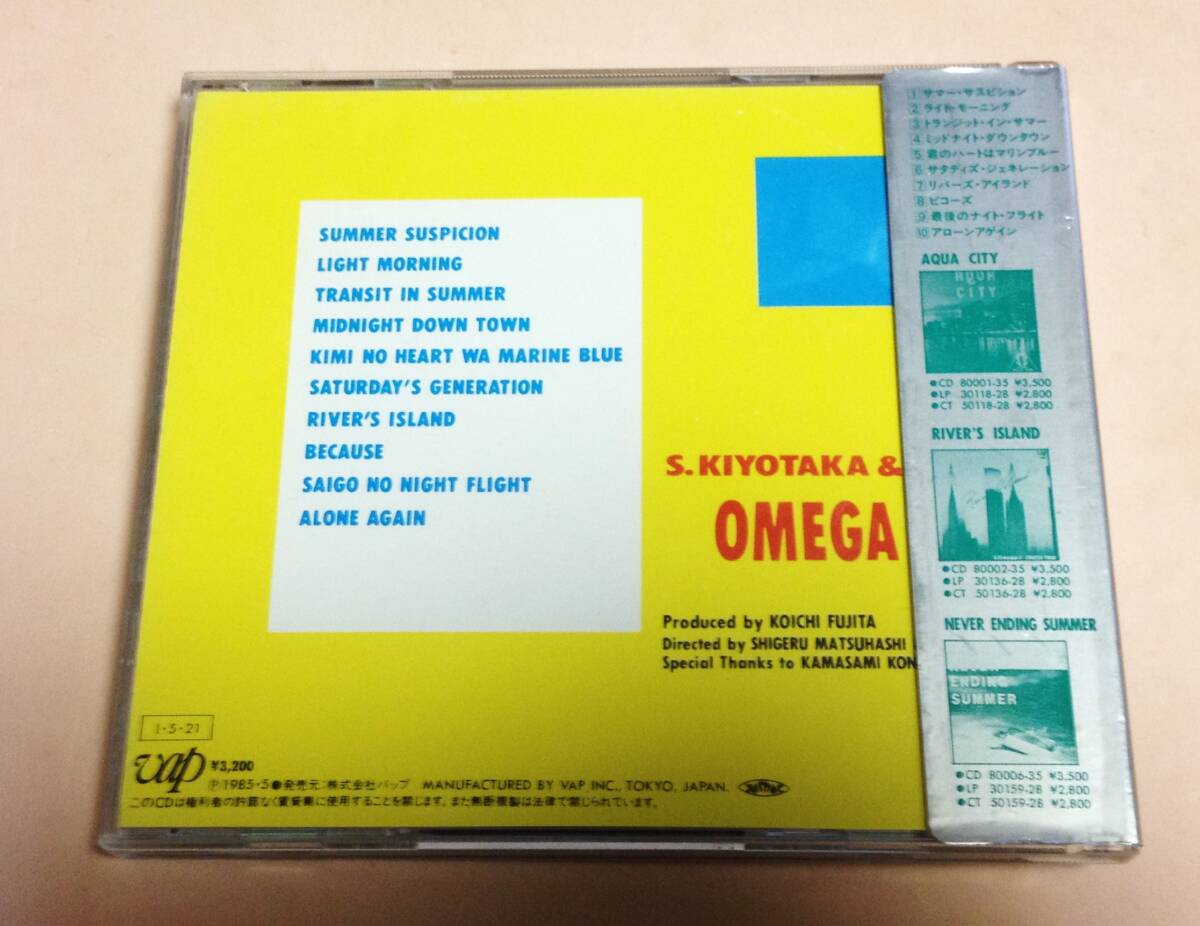 SUMMER SUSPICION
LIGHT MORNING
TRANSIT IN SUMMER
MIDNIGHT DOWN TOWN
KIMI NO HEART WA MARINE BLUE
SATURDAY'S GENERATION
RIVER'S ISLAND
BECAUSE
SAIGO NO NIGHT FLIGHT
ALONE AGAIN
S.KIYOTAKA &
OMEGA
Produced by KOICHI FUJITA
Directed by SHIGERU MATSUHASHI
Special Thanks to KAMASAMI KON
1·5·21
vap ¥3,200
Ⓟ1985·5●発売元:株式会社バップ MANUFACTURED BY VAP INC., TOKYO, JAPAN.
このCDは権利者の許諾なく賃貸業に使用することを禁じます。また無断複製は法律で禁じられています。
1 サマー・サスピション
2 ライト・モーニング
3 トランジット・イン・サマー
4 ミッドナイト・ダウンタウン
5 君のハートはマリンブルー
6 サタディズ・ジェネレーション
7 リバーズ・アイランド
8 ビコーズ
9 最後のナイト・フライト
10 アローンアゲイン
AQUA CITY
AQUA
CITY
●CD 80001-35 ¥3,500
●LP 30118-28 ¥2,800
●CT 50118-28 ¥2,800
RIVER'S ISLAND
●CD 80002-35 ¥3,500
●LP 30136-28 ¥2,800
●CT 50136-28 ¥2,800
NEVER ENDING SUMMER
NEVER
ENDING
SUMMER
●CD 80006-35 ¥3,500
●LP 30159-28 ¥2,800
●CT 50159-28 ¥2,800